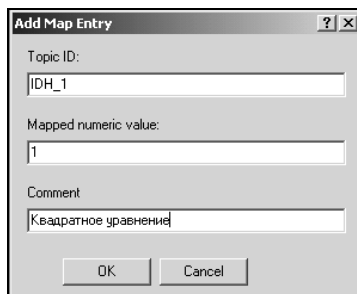 Add Map Entry
Topic ID:
IDH_1
Mapped numeric value:
1
Comment
Квадратное уравнение
OK Cancel